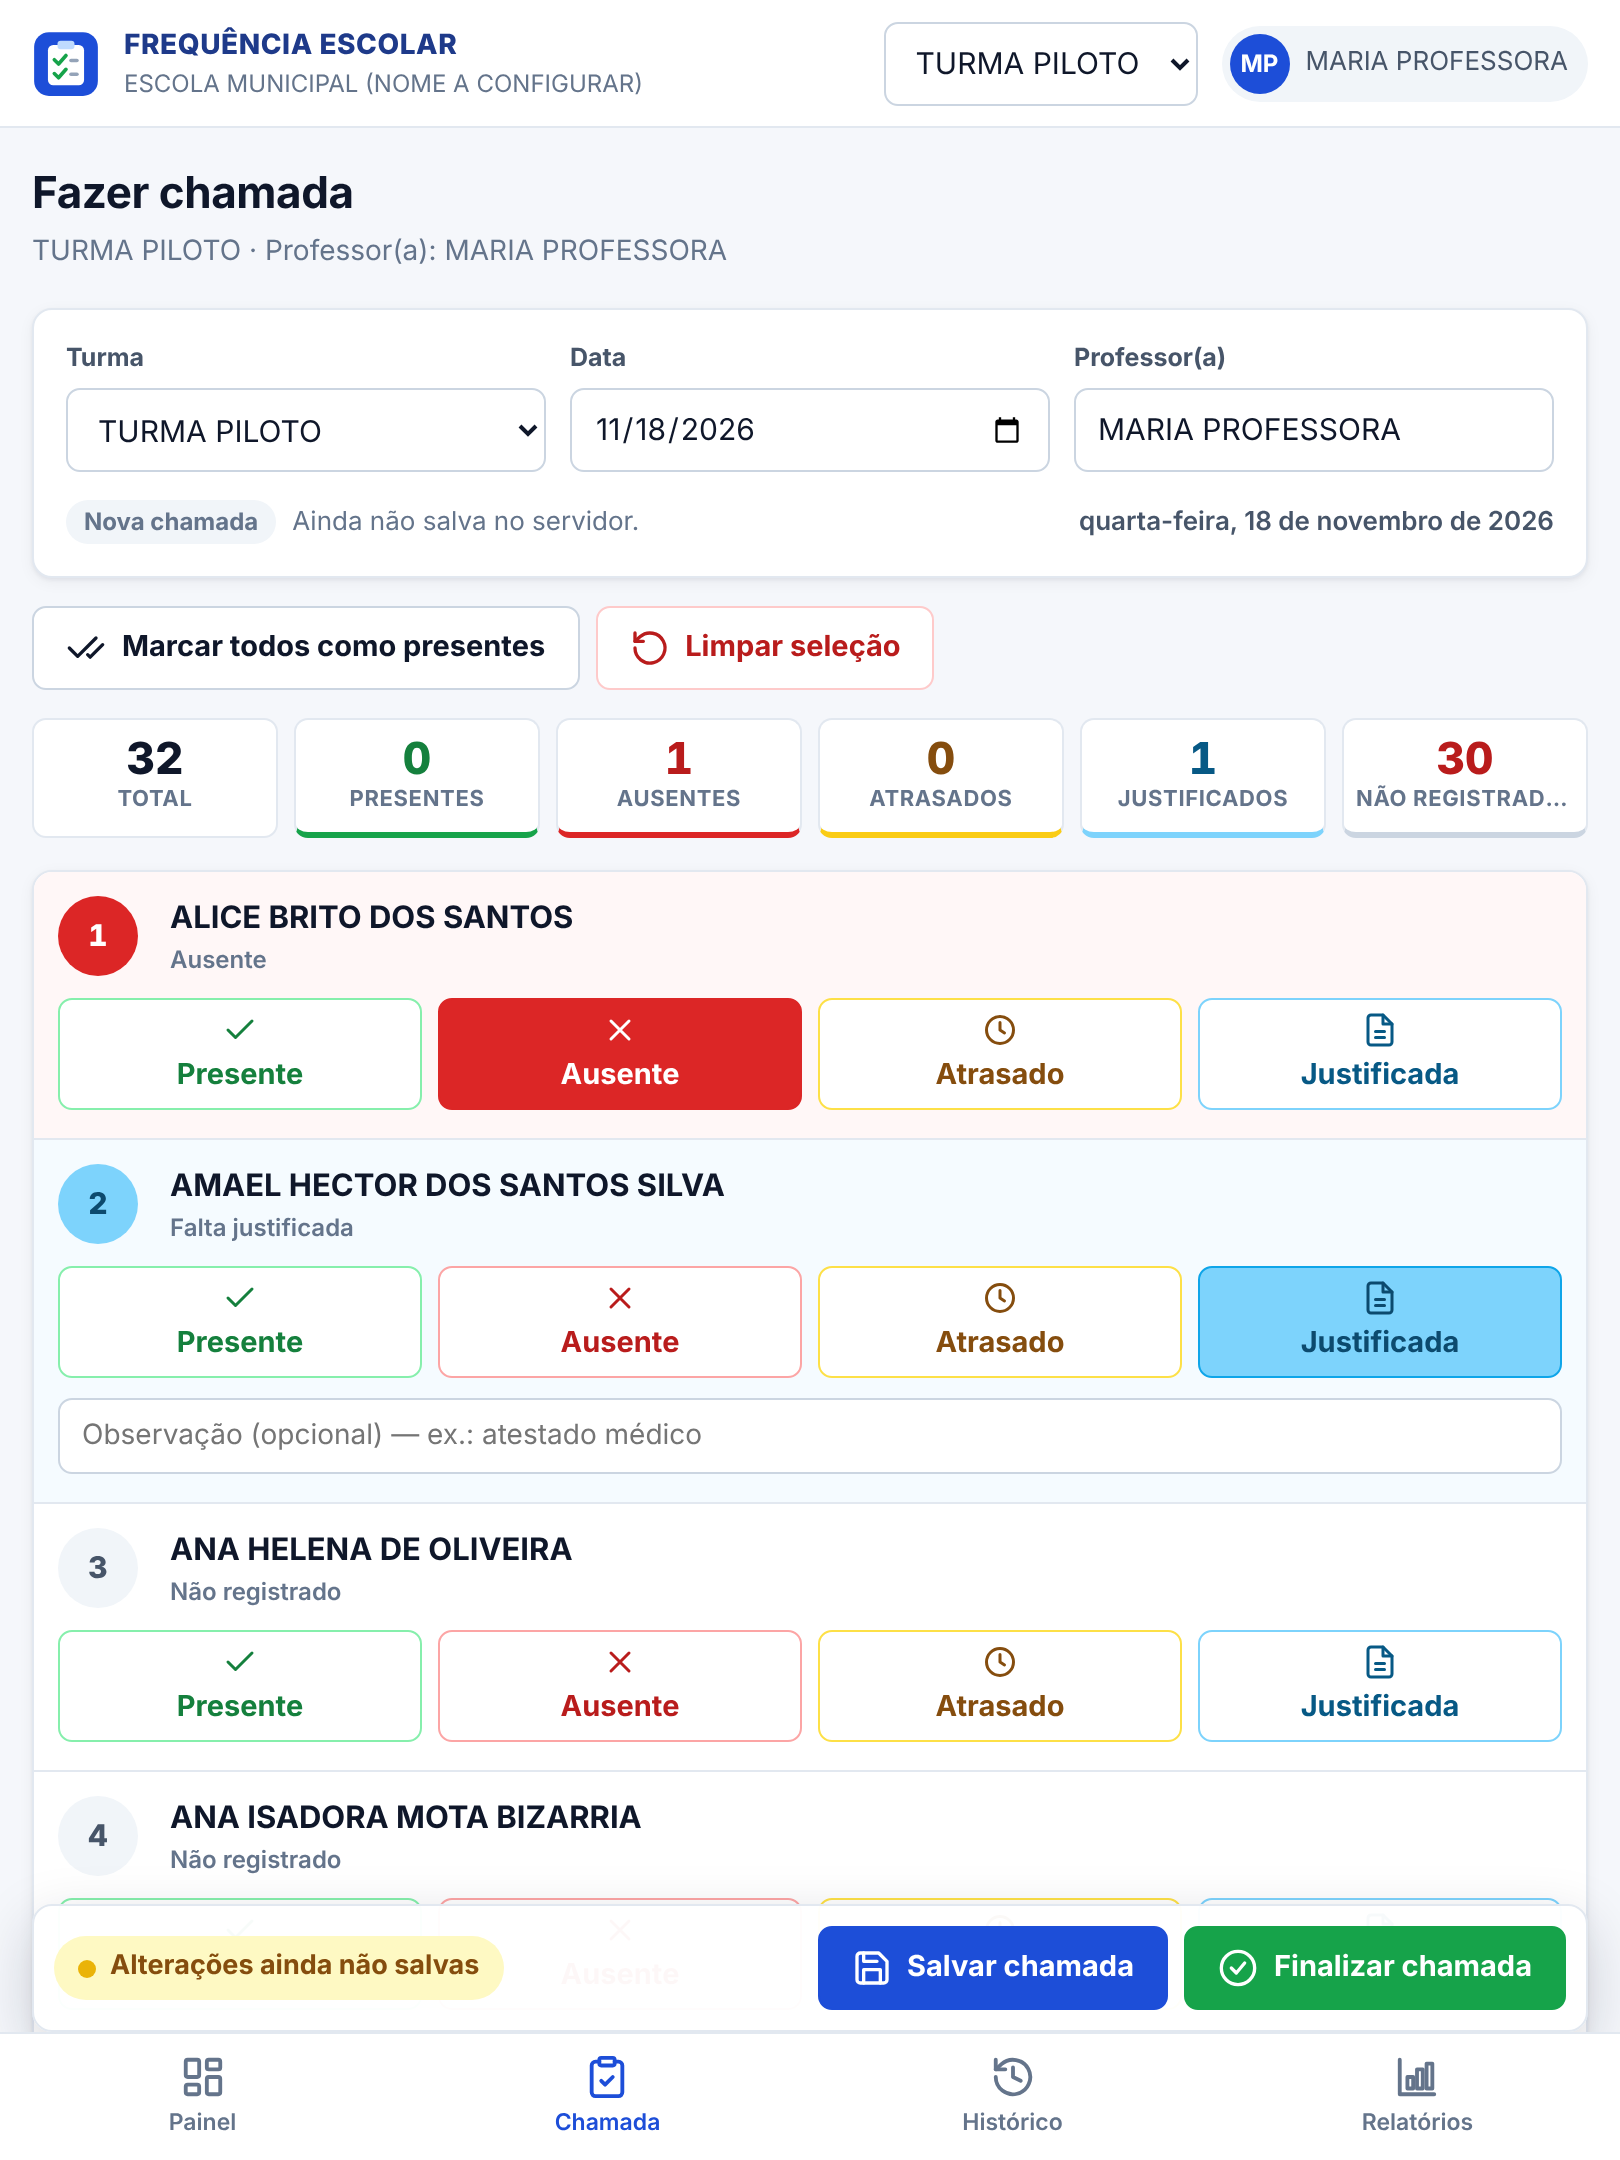 FREQUÊNCIA ESCOLAR
ESCOLA MUNICIPAL (NOME A CONFIGURAR)
TURMA PILOTO
MP
MARIA PROFESSORA
Fazer chamada
TURMA PILOTO · Professor(a): MARIA PROFESSORA
Turma
Data
Professor(a)
TURMA PILOTO
11/18/2026
MARIA PROFESSORA
Nova chamada
Ainda não salva no servidor.
quarta-feira, 18 de novembro de 2026
Marcar todos como presentes
Limpar seleção
32
TOTAL
0
PRESENTES
1
AUSENTES
0
ATRASADOS
1
JUSTIFICADOS
30
NÃO REGISTRAD...
1
ALICE BRITO DOS SANTOS
Ausente
Presente
Ausente
Atrasado
Justificada
2
AMAEL HECTOR DOS SANTOS SILVA
Falta justificada
Presente
Ausente
Atrasado
Justificada
Observação (opcional) — ex.: atestado médico
3
ANA HELENA DE OLIVEIRA
Não registrado
Presente
Ausente
Atrasado
Justificada
4
ANA ISADORA MOTA BIZARRIA
Não registrado
Alterações ainda não salvas
Ausente
Salvar chamada
Finalizar chamada
Painel
Chamada
Histórico
Relatórios